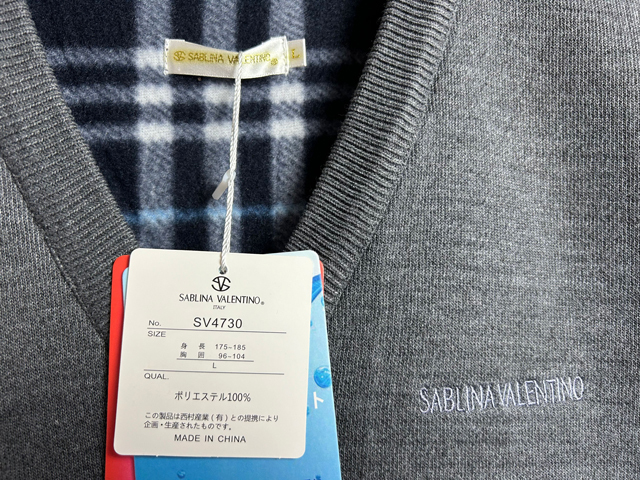 SABLINA VALENTINO®
L
SABLINA VALENTINO®
ITALY
No. SV4730
SIZE
身長 175-185
胸囲 96-104
L
QUAL.
ポリエステル100%
この製品は西村産業(有)との提携により
企画・生産されたものです。
MADE IN CHINA
ト
SABLINA VALENTINO